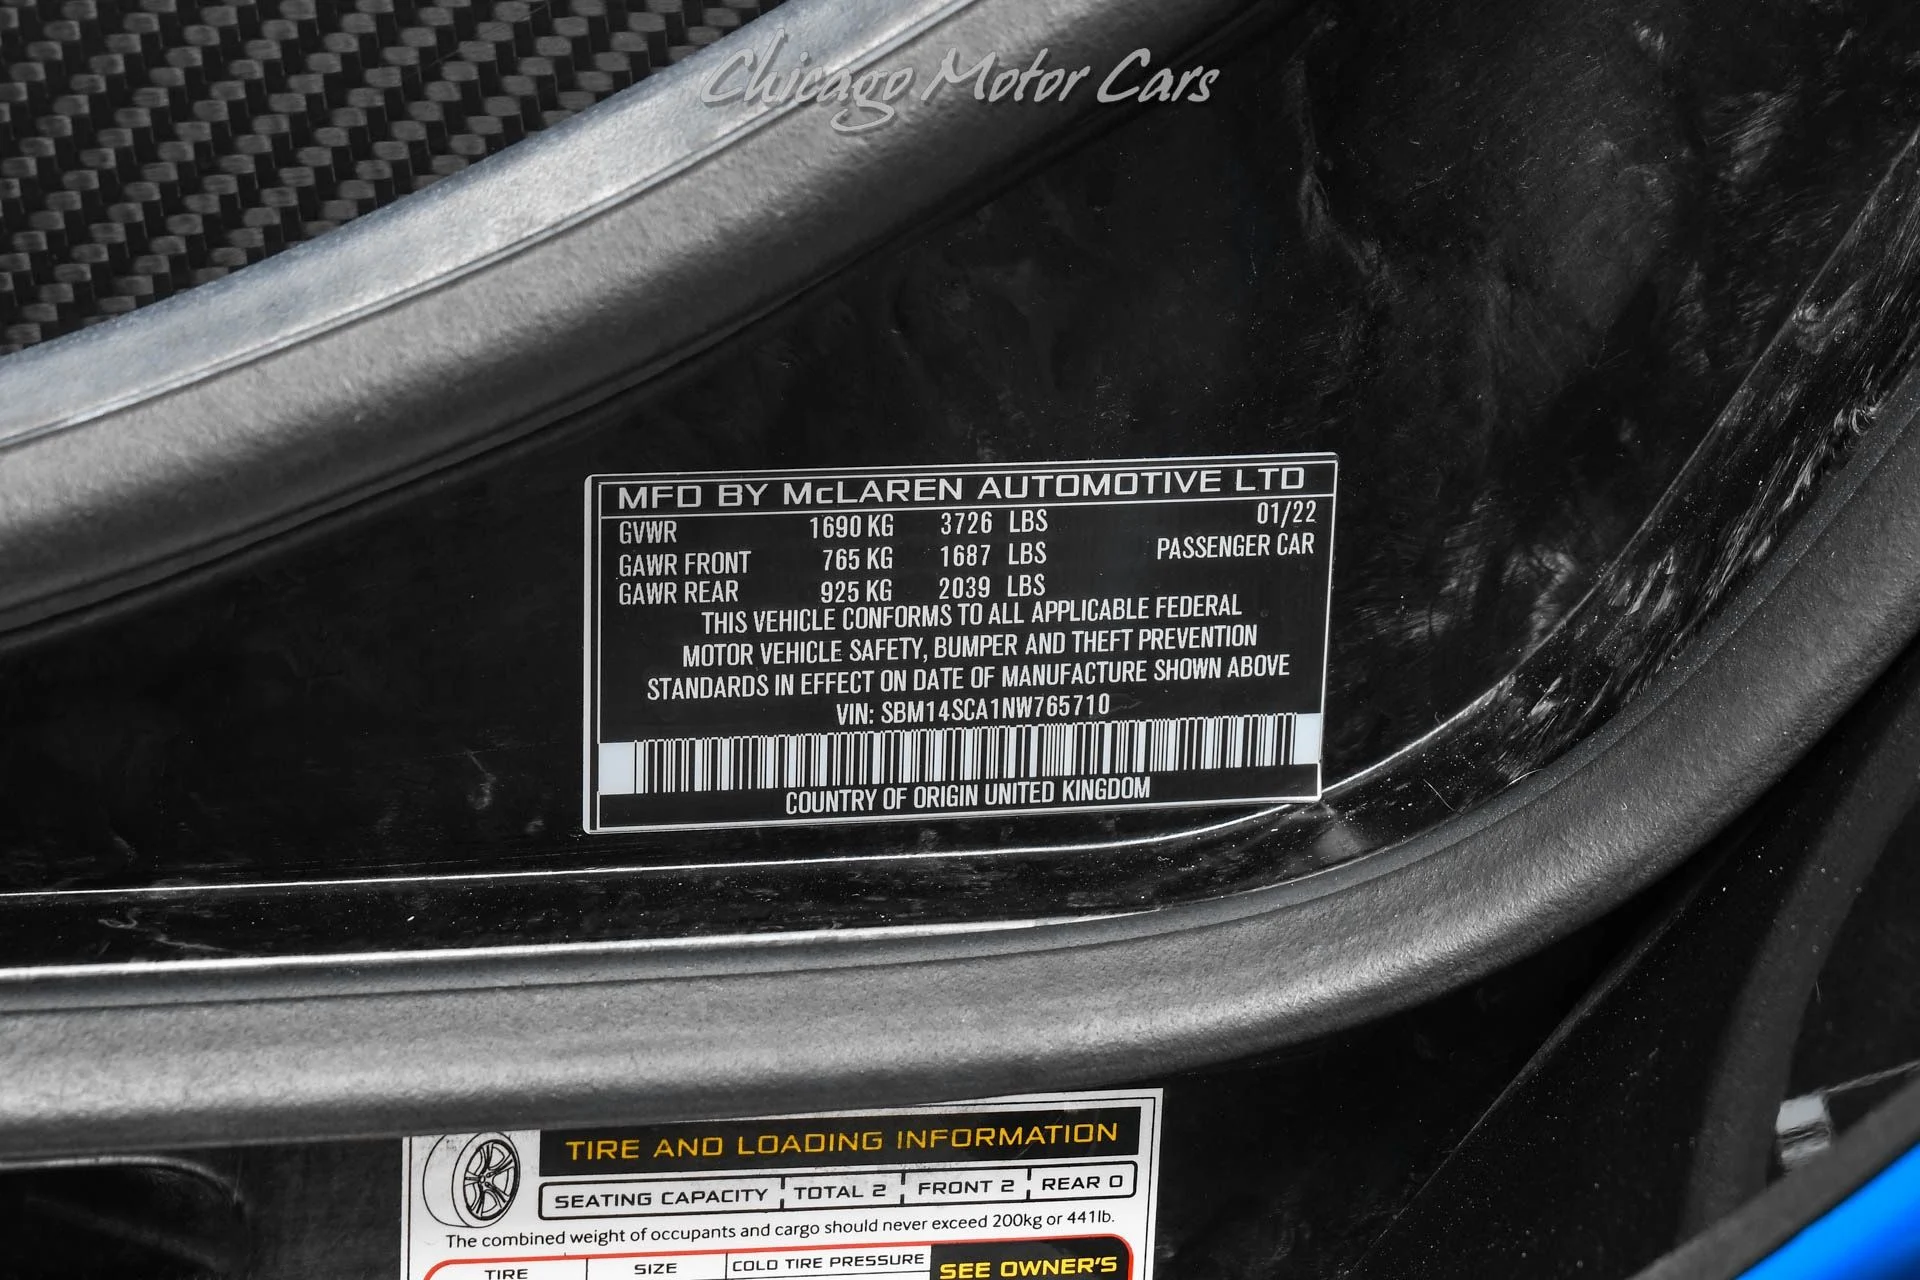 Chicago Motor Cars
MFD BY McLAREN AUTOMOTIVE LTD
GVWR 1690 KG 3726 LBS 01/22
GAWR FRONT 765 KG 1687 LBS PASSENGER CAR
GAWR REAR 925 KG 2039 LBS
THIS VEHICLE CONFORMS TO ALL APPLICABLE FEDERAL
MOTOR VEHICLE SAFETY, BUMPER AND THEFT PREVENTION
STANDARDS IN EFFECT ON DATE OF MANUFACTURE SHOWN ABOVE
VIN: SBM14SCA1NW765710
COUNTRY OF ORIGIN UNITED KINGDOM
TIRE AND LOADING INFORMATION
SEATING CAPACITY TOTAL 2 FRONT 2 REAR 0
The combined weight of occupants and cargo should never exceed 200kg or 441lb.
TIRE SIZE COLD TIRE PRESSURE SEE OWNER'S